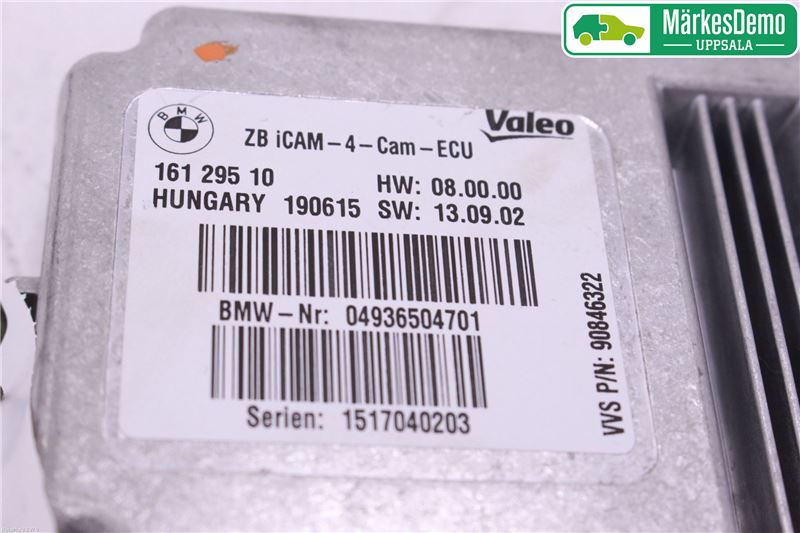 MärkesDemo
UPPSALA
BMW
Valeo
ZB iCAM-4-Cam-ECU
161 295 10 HW: 08.00.00
HUNGARY 190615 SW: 13.09.02
BMW-Nr: 04936504701
Serien: 1517040203
VVS P/N: 90846322